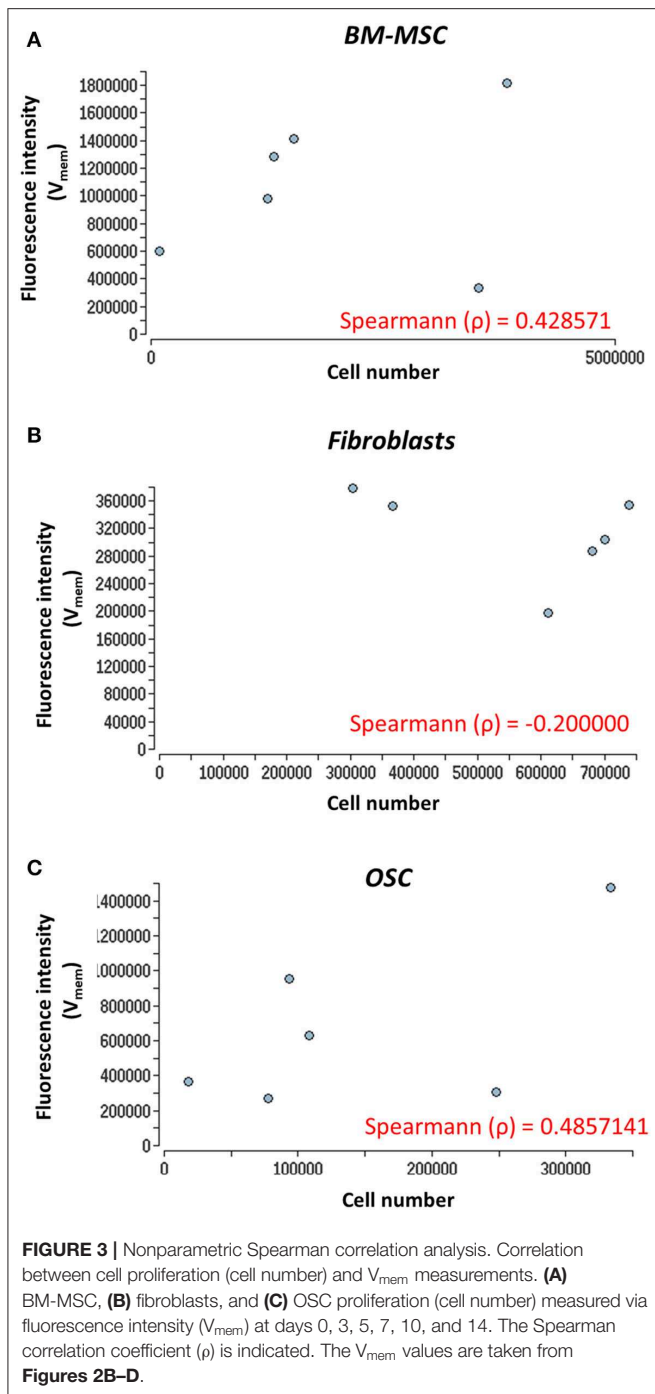 A
BM-MSC
Fluorescence intensity
(Vmem)
1800000
1600000
1400000
1200000
1000000
800000
600000
400000
200000
0
Spearmann (ρ) = 0.428571
0
5000000
Cell number
B
Fibroblasts
Fluorescence intensity
(Vmem)
360000
320000
280000
240000
200000
160000
120000
80000
40000
0
Spearmann (ρ) = -0.200000
0 100000 200000 300000 400000 500000 600000 700000
Cell number
C
OSC
Fluorescence intensity
(Vmem)
1400000
1200000
1000000
800000
600000
400000
200000
0
Spearmann (ρ) = 0.4857141
0 100000 200000 300000
Cell number
FIGURE 3 | Nonparametric Spearman correlation analysis. Correlation
between cell proliferation (cell number) and Vmem measurements. (A)
BM-MSC, (B) fibroblasts, and (C) OSC proliferation (cell number) measured via
fluorescence intensity (Vmem) at days 0, 3, 5, 7, 10, and 14. The Spearman
correlation coefficient (ρ) is indicated. The Vmem values are taken from
Figures 2B–D.